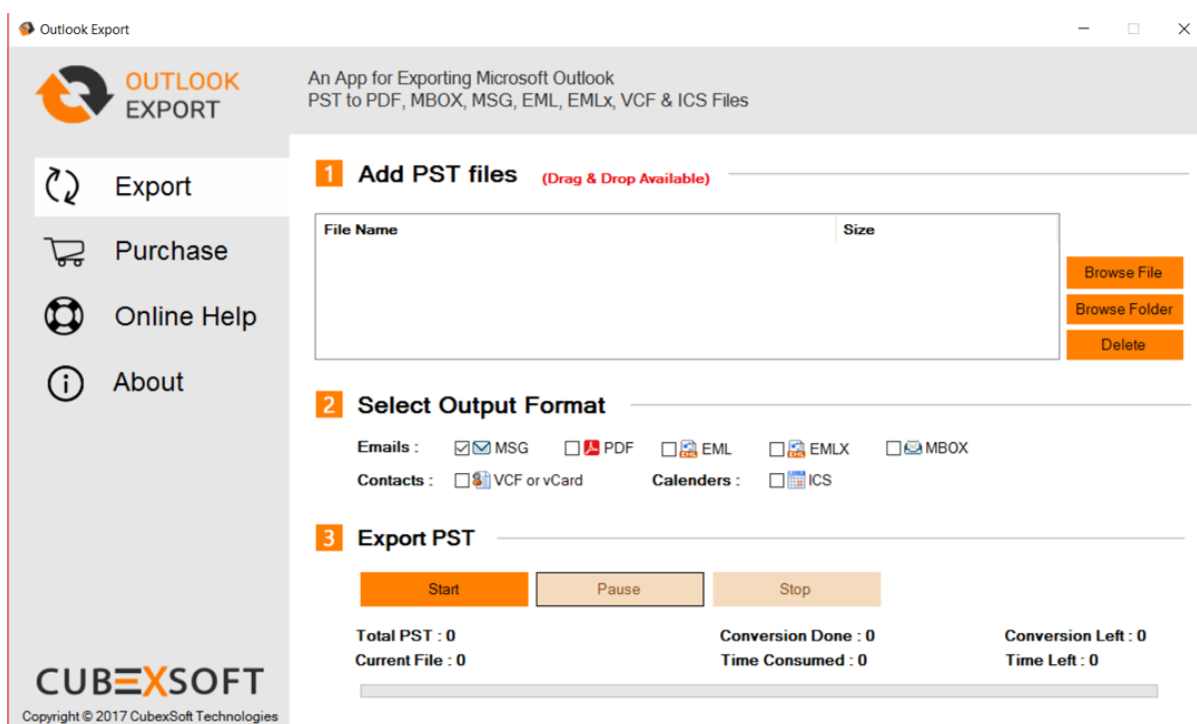 Outlook Export
OUTLOOK
EXPORT
An App for Exporting Microsoft Outlook
PST to PDF, MBOX, MSG, EML, EMLx, VCF & ICS Files
Export
Purchase
Online Help
About
1 Add PST files (Drag & Drop Available)
File Name Size
Browse File
Browse Folder
Delete
2 Select Output Format
Emails : MSG PDF EML EMLX MBOX
Contacts : VCF or vCard Calenders : ICS
3 Export PST
Start Pause Stop
Total PST : 0 Conversion Done : 0 Conversion Left : 0
Current File : 0 Time Consumed : 0 Time Left : 0
CUBEXSOFT
Copyright © 2017 CubexSoft Technologies